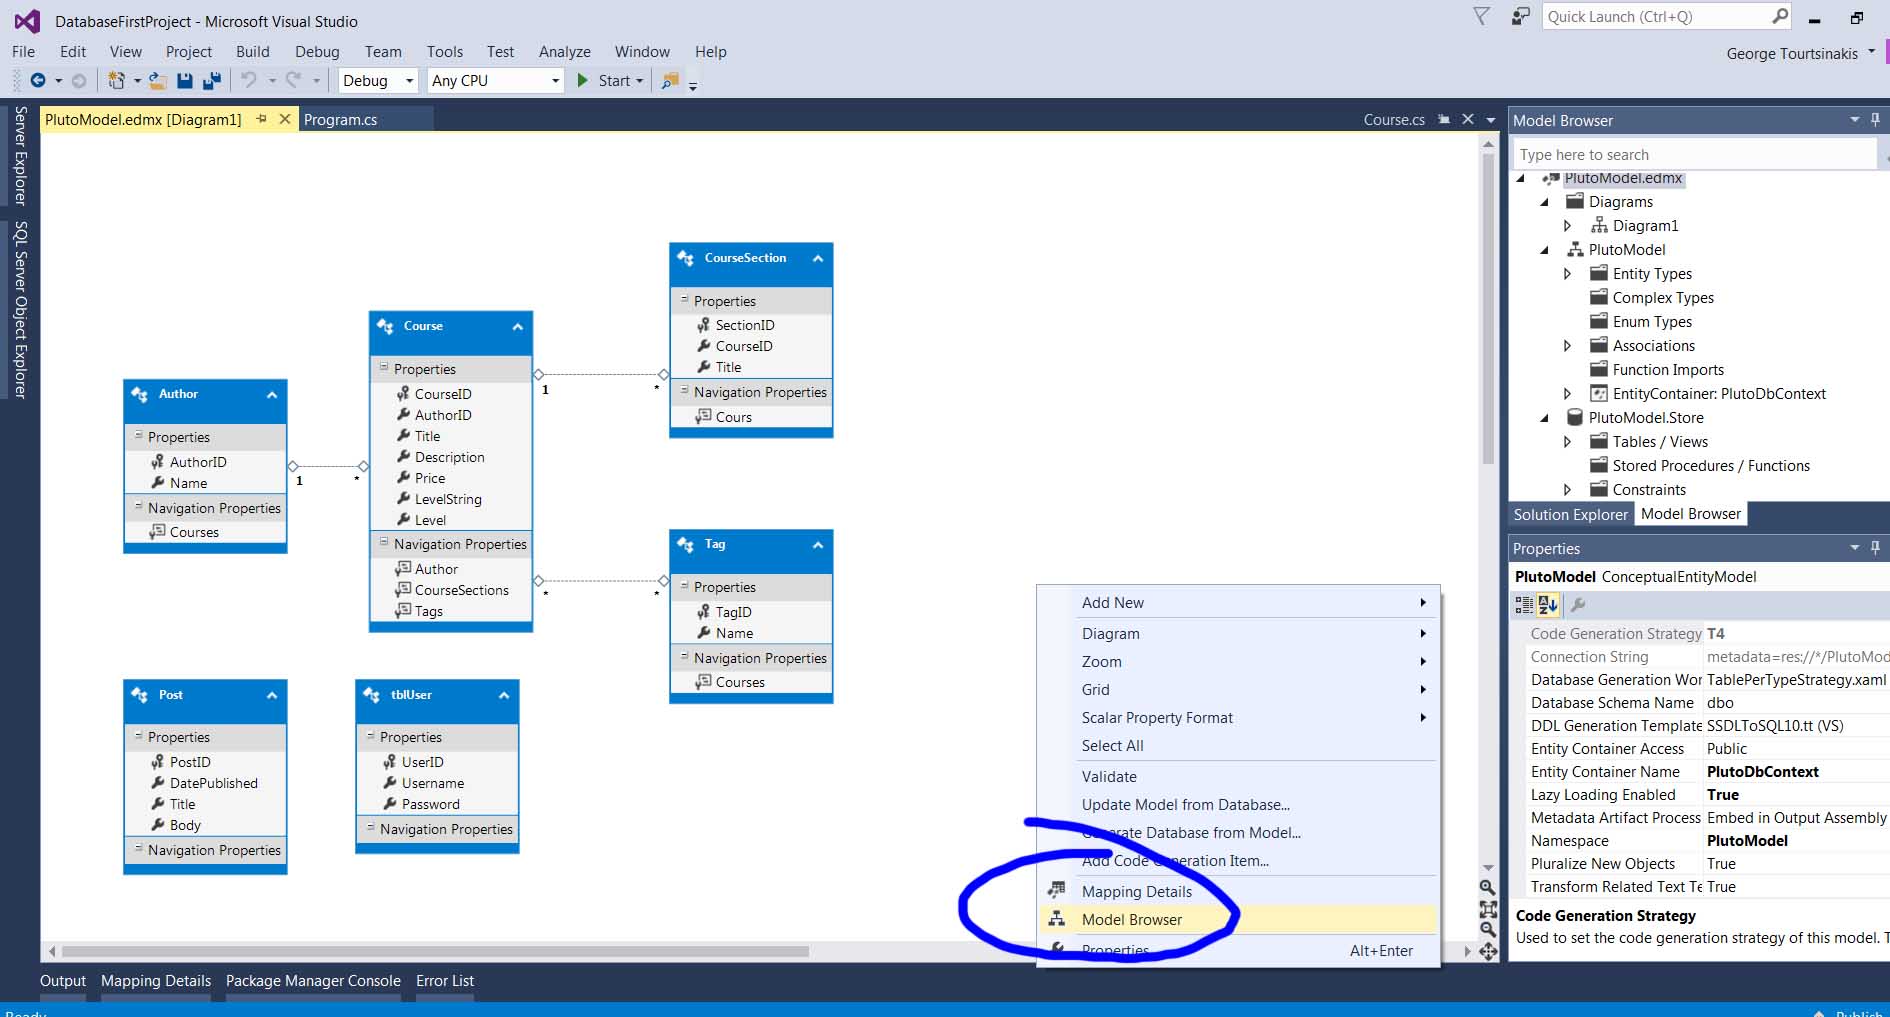 DatabaseFirstProject - Microsoft Visual Studio
Quick Launch (Ctrl+Q)
File Edit View Project Build Debug Team Tools Test Analyze Window Help
George Tourtsinakis
Debug Any CPU Start
Server Explorer
SQL Server Object Explorer
PlutoModel.edmx [Diagram1] Program.cs Course.cs
Author
Properties
AuthorID
Name
Navigation Properties
Courses
1 *
Course
Properties
CourseID
AuthorID
Title
Description
Price
LevelString
Level
Navigation Properties
Author
CourseSections
Tags
1 *
* *
CourseSection
Properties
SectionID
CourseID
Title
Navigation Properties
Cours
Tag
Properties
TagID
Name
Navigation Properties
Courses
Post
Properties
PostID
DatePublished
Title
Body
Navigation Properties
tblUser
Properties
UserID
Username
Password
Navigation Properties
Add New
Diagram
Zoom
Grid
Scalar Property Format
Select All
Validate
Update Model from Database...
Generate Database from Model...
Add Code Generation Item...
Mapping Details
Model Browser
Properties Alt+Enter
Model Browser
Type here to search
PlutoModel.edmx
Diagrams
Diagram1
PlutoModel
Entity Types
Complex Types
Enum Types
Associations
Function Imports
EntityContainer: PlutoDbContext
PlutoModel.Store
Tables / Views
Stored Procedures / Functions
Constraints
Solution Explorer Model Browser
Properties
PlutoModel ConceptualEntityModel
Code Generation Strategy T4
Connection String metadata=res://*/PlutoMod
Database Generation Wor TablePerTypeStrategy.xaml
Database Schema Name dbo
DDL Generation Template SSDLToSQL10.tt (VS)
Entity Container Access Public
Entity Container Name PlutoDbContext
Lazy Loading Enabled True
Metadata Artifact Process Embed in Output Assembly
Namespace PlutoModel
Pluralize New Objects True
Transform Related Text Te True
Code Generation Strategy
Used to set the code generation strategy of this model. T
Output Mapping Details Package Manager Console Error List
Ready Publish